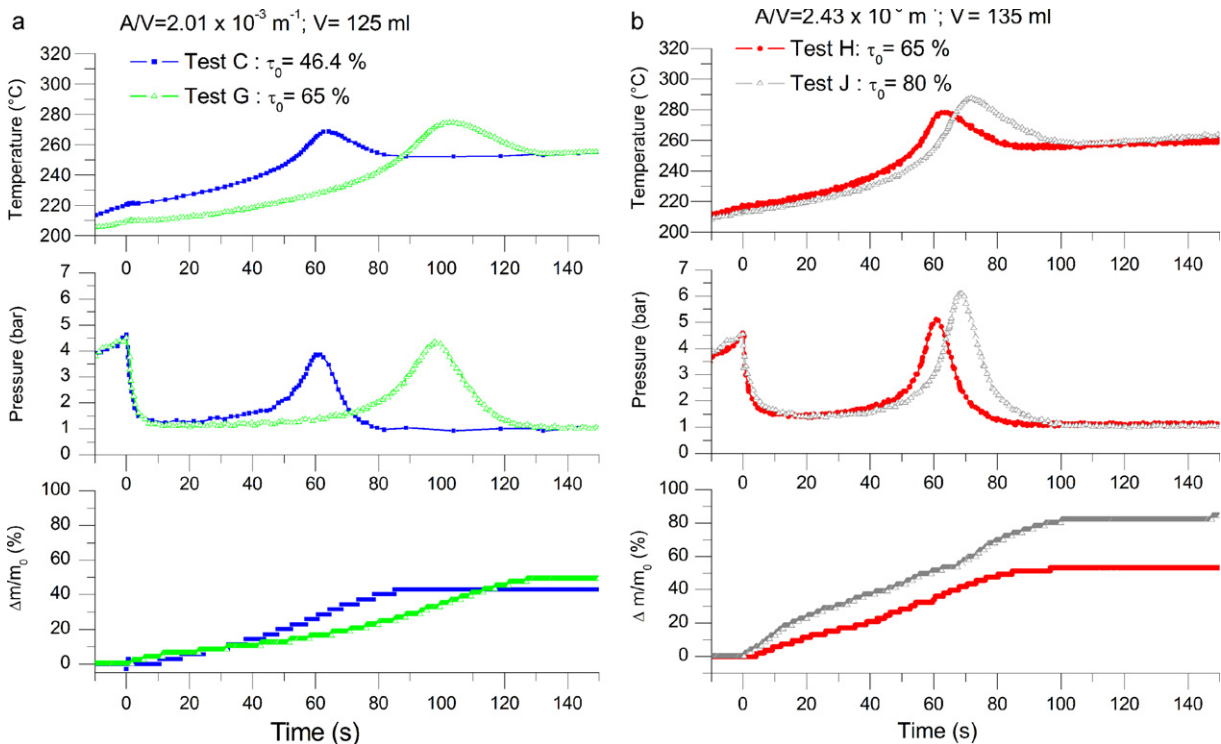 a
A/V=2.01 x 10⁻³ m⁻¹; V= 125 ml
Test C : τ₀= 46.4 %
Test G : τ₀= 65 %
Temperature (°C)
320
300
280
260
240
220
200
0 20 40 60 80 100 120 140
Pressure (bar)
7
6
5
4
3
2
1
0
0 20 40 60 80 100 120 140
Δm/m₀ (%)
100
80
60
40
20
0
0 20 40 60 80 100 120 140
Time (s)
b
A/V=2.43 x 10 m ; V= 135 ml
Test H: τ₀= 65 %
Test J : τ₀= 80 %
Temperature (°C)
320
300
280
260
240
220
200
0 20 40 60 80 100 120 140
Pressure (bar)
7
6
5
4
3
2
1
0
0 20 40 60 80 100 120 140
Δ m/m₀ (%)
80
60
40
20
0
0 20 40 60 80 100 120 140
Time (s)